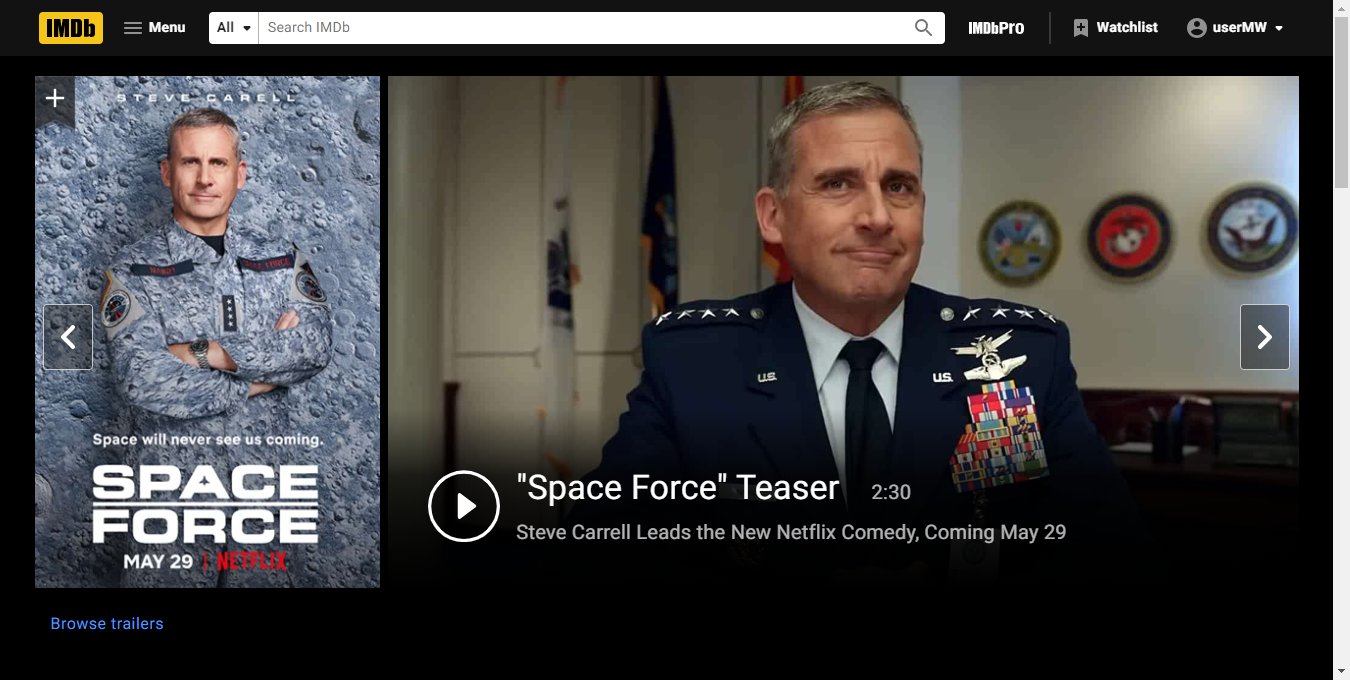 IMDb
Menu
All
Search IMDb
IMDbPro
Watchlist
userMW
STEVE CARELL
Space will never see us coming.
SPACE
FORCE
MAY 29 | NETFLIX
U.S.
U.S.
"Space Force" Teaser 2:30
Steve Carrell Leads the New Netflix Comedy, Coming May 29
Browse trailers